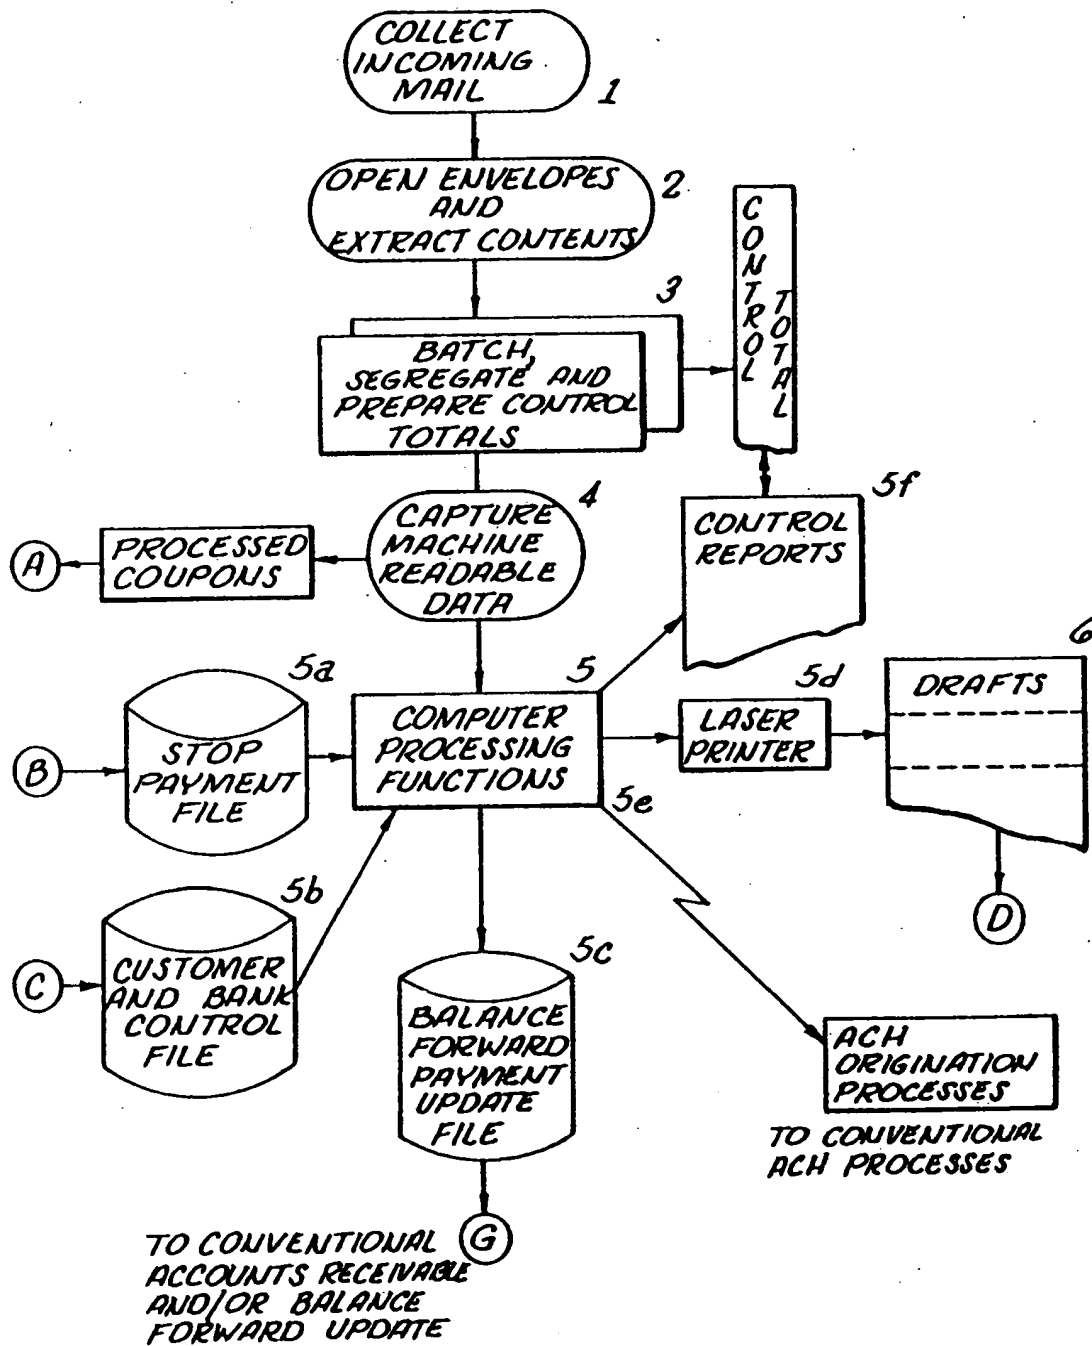 COLLECT
INCOMING
MAIL
1
OPEN ENVELOPES
AND
EXTRACT CONTENTS
2
3
BATCH,
SEGREGATE AND
PREPARE CONTROL
TOTALS
CONTROL
TOTAL
4
CAPTURE
MACHINE
READABLE
DATA
PROCESSED
COUPONS
A
5f
CONTROL
REPORTS
5a
STOP
PAYMENT
FILE
B
5
COMPUTER
PROCESSING
FUNCTIONS
5d
LASER
PRINTER
6
DRAFTS
D
5e
5b
CUSTOMER
AND BANK
CONTROL
FILE
C
5c
BALANCE
FORWARD
PAYMENT
UPDATE
FILE
ACH
ORIGINATION
PROCESSES
TO CONVENTIONAL
ACH PROCESSES
G
TO CONVENTIONAL
ACCOUNTS RECEIVABLE
AND/OR BALANCE
FORWARD UPDATE